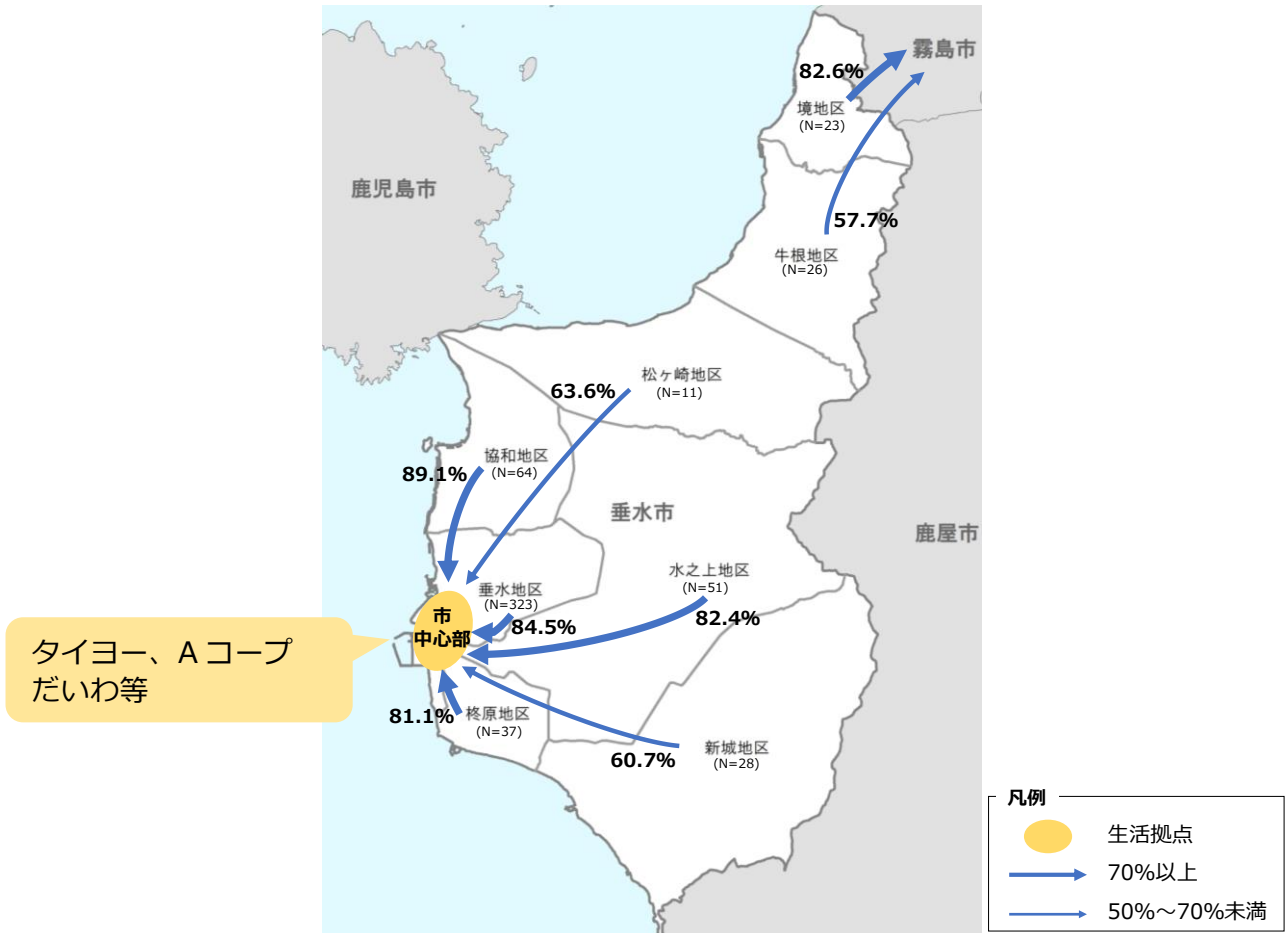 霧島市
82.6%
境地区
(N=23)
鹿児島市
57.7%
牛根地区
(N=26)
松ヶ崎地区
(N=11)
63.6%
協和地区
(N=64)
89.1%
垂水市
鹿屋市
水之上地区
(N=51)
82.4%
垂水地区
(N=323)
84.5%
市
中心部
タイヨー、Aコープ
だいわ等
柊原地区
(N=37)
81.1%
新城地区
(N=28)
60.7%
凡例
生活拠点
70%以上
50%～70%未満